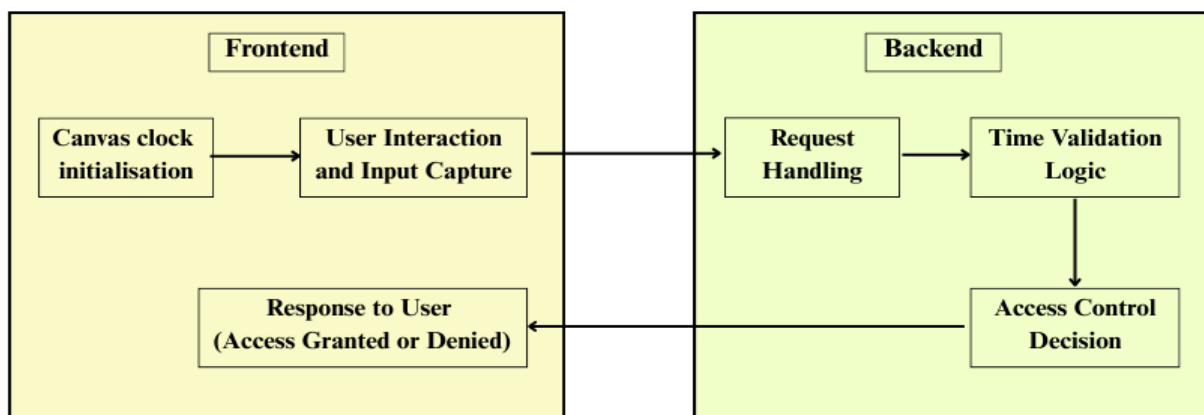 Frontend
Backend
Canvas clock
initialisation
User Interaction
and Input Capture
Request
Handling
Time Validation
Logic
Response to User
(Access Granted or Denied)
Access Control
Decision